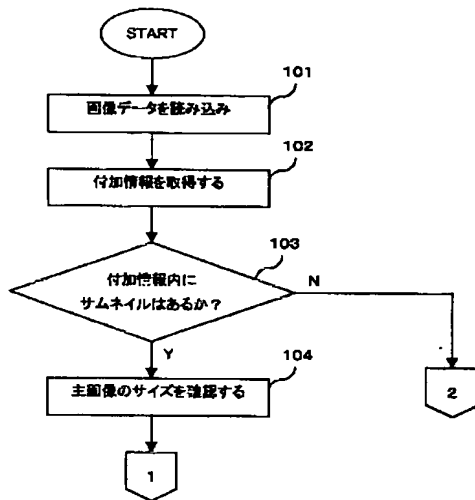 START
101
画像データを読み込み
102
付加情報を取得する
103
付加情報内に
サムネイルはあるか？
N
Y
104
主画像のサイズを確認する
2
1